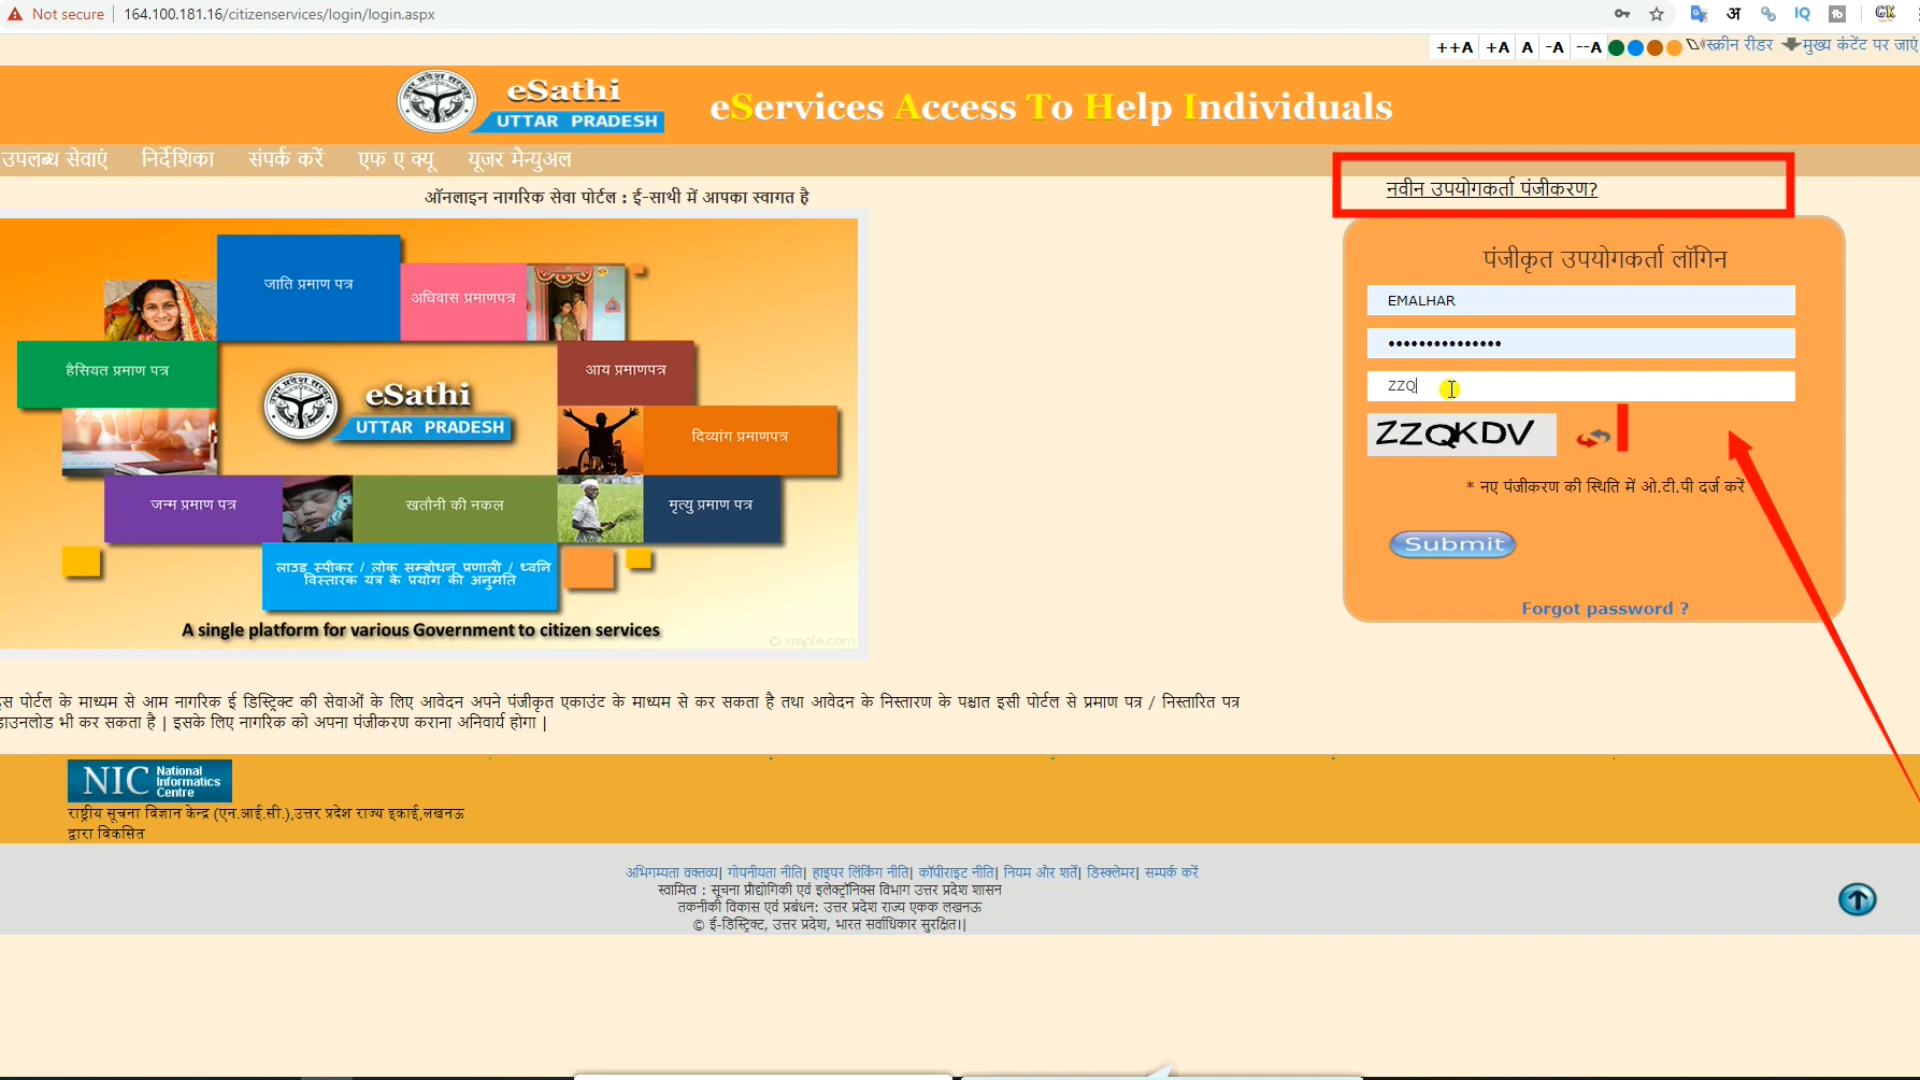 Not secure
164.100.181.16/citizenservices/login/login.aspx
++A +A A -A --A स्क्रीन रीडर मुख्य कंटेंट पर जाएं
eSathi
UTTAR PRADESH
eServices Access To Help Individuals
उपलब्ध सेवाएं निर्देशिका संपर्क करें एफ ए क्यू यूजर मैन्युअल
ऑनलाइन नागरिक सेवा पोर्टल : ई-साथी में आपका स्वागत है
नवीन उपयोगकर्ता पंजीकरण?
पंजीकृत उपयोगकर्ता लॉगिन
EMALHAR
•••••••••••••••
ZZQ
ZZQKDV
* नए पंजीकरण की स्थिति में ओ.टी.पी दर्ज करें
Submit
Forgot password ?
जाति प्रमाण पत्र
अधिवास प्रमाणपत्र
हैसियत प्रमाण पत्र
आय प्रमाणपत्र
eSathi
UTTAR PRADESH
दिव्यांग प्रमाणपत्र
जन्म प्रमाण पत्र
खतौनी की नकल
मृत्यु प्रमाण पत्र
लाउड स्पीकर / लोक सम्बोधन प्रणाली / ध्वनि
विस्तारक यंत्र के प्रयोग की अनुमति
A single platform for various Government to citizen services
© xmple.com
पोर्टल के माध्यम से आम नागरिक ई डिस्ट्रिक्ट की सेवाओं के लिए आवेदन अपने पंजीकृत एकाउंट के माध्यम से कर सकता है तथा आवेदन के निस्तारण के पश्चात इसी पोर्टल से प्रमाण पत्र / निस्तारित पत्र
डाउनलोड भी कर सकता है | इसके लिए नागरिक को अपना पंजीकरण कराना अनिवार्य होगा |
NIC National
Informatics
Centre
राष्ट्रीय सूचना विज्ञान केन्द्र (एन.आई.सी.),उत्तर प्रदेश राज्य इकाई,लखनऊ
द्वारा विकसित
अभिगम्यता वक्तव्य| गोपनीयता नीति| हाइपर लिंकिंग नीति| कॉपीराइट नीति| नियम और शर्तें| डिस्क्लेमर| सम्पर्क करें
स्वामित्व : सूचना प्रौद्योगिकी एवं इलेक्ट्रॉनिक्स विभाग उत्तर प्रदेश शासन
तकनीकी विकास एवं प्रबंधन: उत्तर प्रदेश राज्य एकक लखनऊ
© ई-डिस्ट्रिक्ट, उत्तर प्रदेश, भारत सर्वाधिकार सुरक्षित।|